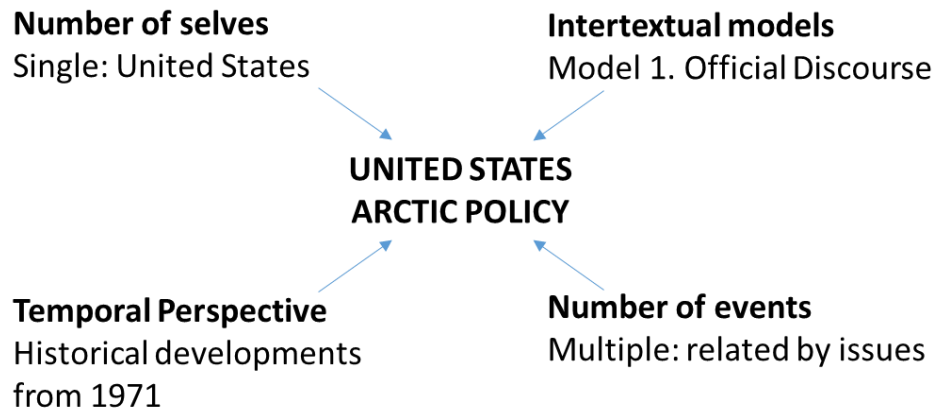 Number of selves
Single: United States
Intertextual models
Model 1. Official Discourse
UNITED STATES
ARCTIC POLICY
Temporal Perspective
Historical developments
from 1971
Number of events
Multiple: related by issues